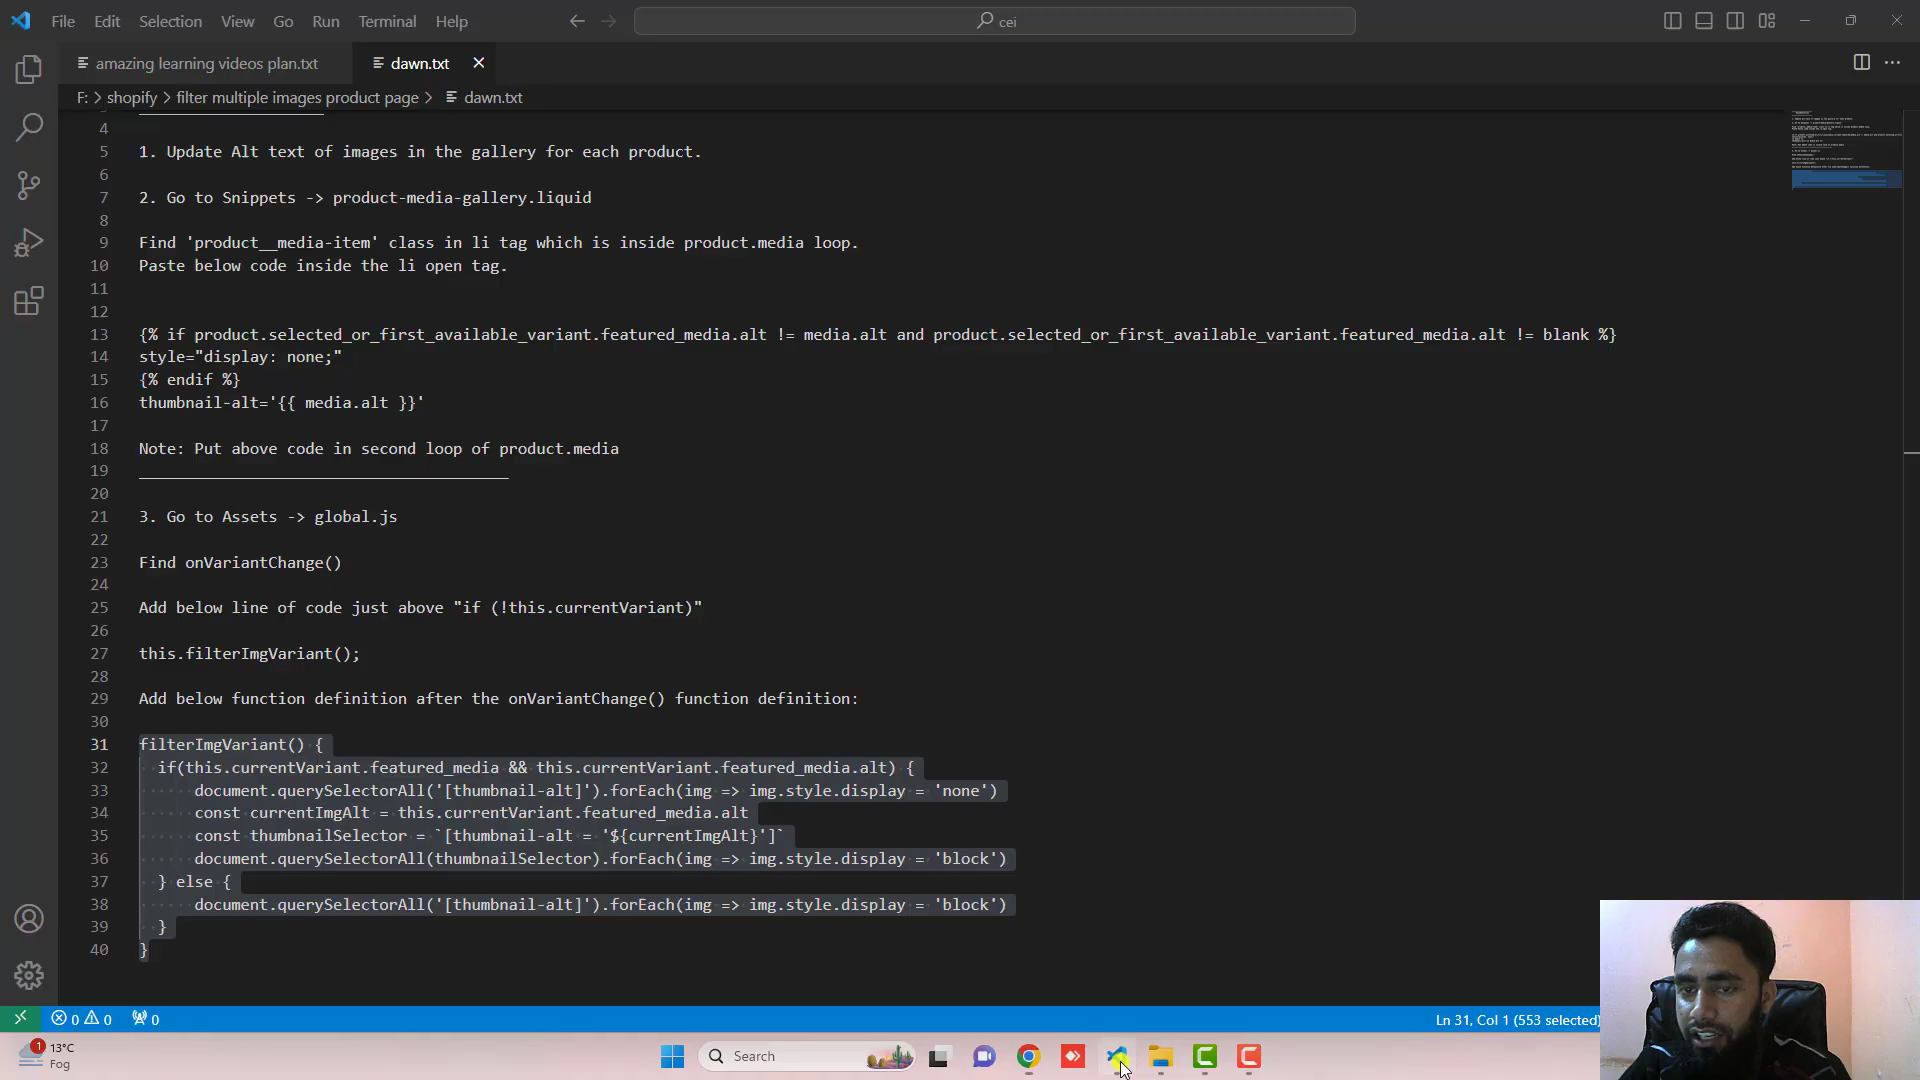 File Edit Selection View Go Run Terminal Help
cei
amazing learning videos plan.txt
dawn.txt
F: > shopify > filter multiple images product page > dawn.txt
4
5 1. Update Alt text of images in the gallery for each product.
6
7 2. Go to Snippets -> product-media-gallery.liquid
8
9 Find 'product__media-item' class in li tag which is inside product.media loop.
10 Paste below code inside the li open tag.
11
12
13 {% if product.selected_or_first_available_variant.featured_media.alt != media.alt and product.selected_or_first_available_variant.featured_media.alt != blank %}
14 style="display: none;"
15 {% endif %}
16 thumbnail-alt='{{ media.alt }}'
17
18 Note: Put above code in second loop of product.media
19 ________________________________________
20
21 3. Go to Assets -> global.js
22
23 Find onVariantChange()
24
25 Add below line of code just above "if (!this.currentVariant)"
26
27 this.filterImgVariant();
28
29 Add below function definition after the onVariantChange() function definition:
30
31 filterImgVariant() {
32 if(this.currentVariant.featured_media && this.currentVariant.featured_media.alt) {
33 document.querySelectorAll('[thumbnail-alt]').forEach(img => img.style.display = 'none')
34 const currentImgAlt = this.currentVariant.featured_media.alt
35 const thumbnailSelector = `[thumbnail-alt = '${currentImgAlt}']`
36 document.querySelectorAll(thumbnailSelector).forEach(img => img.style.display = 'block')
37 } else {
38 document.querySelectorAll('[thumbnail-alt]').forEach(img => img.style.display = 'block')
39 }
40 }
0 0 0
Ln 31, Col 1 (553 selected)
1
13°C
Fog
Search